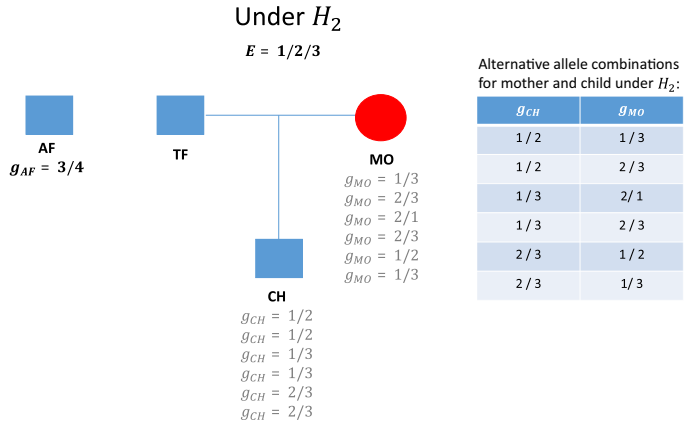 Under H₂
E = 1/2/3
Alternative allele combinations
for mother and child under H₂:
g_CH g_MO
1 / 2 1 / 3
1 / 2 2 / 3
1 / 3 2/ 1
1 / 3 2 / 3
2 / 3 1 / 2
2 / 3 1/ 3
AF
g_AF = 3/4
TF
MO
g_MO = 1/3
g_MO = 2/3
g_MO = 2/1
g_MO = 2/3
g_MO = 1/2
g_MO = 1/3
CH
g_CH = 1/2
g_CH = 1/2
g_CH = 1/3
g_CH = 1/3
g_CH = 2/3
g_CH = 2/3